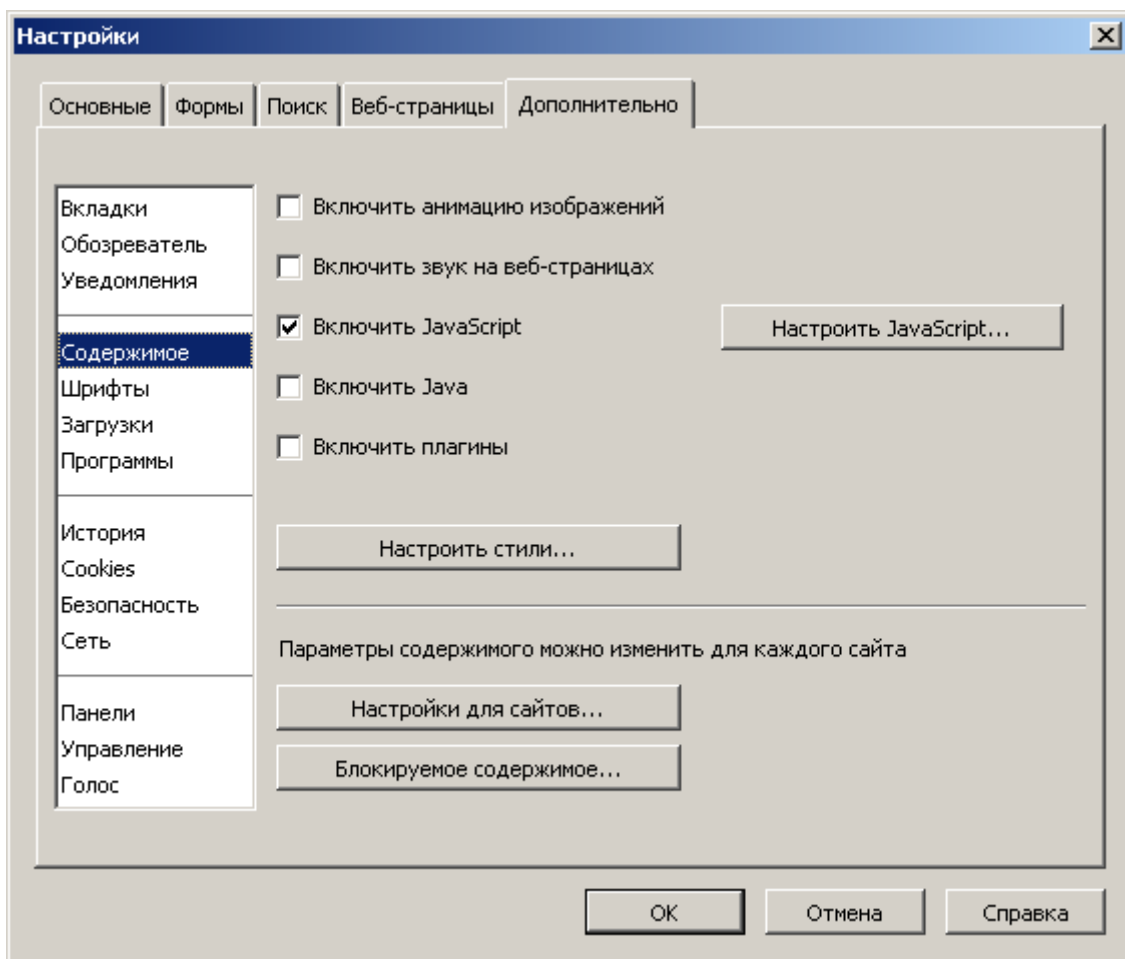 Настройки
Основные Формы Поиск Веб-страницы Дополнительно
Вкладки
Обозреватель
Уведомления
Содержимое
Шрифты
Загрузки
Программы
История
Cookies
Безопасность
Сеть
Панели
Управление
Голос
Включить анимацию изображений
Включить звук на веб-страницах
Включить JavaScript
Настроить JavaScript...
Включить Java
Включить плагины
Настроить стили...
Параметры содержимого можно изменить для каждого сайта
Настройки для сайтов...
Блокируемое содержимое...
OK Отмена Справка